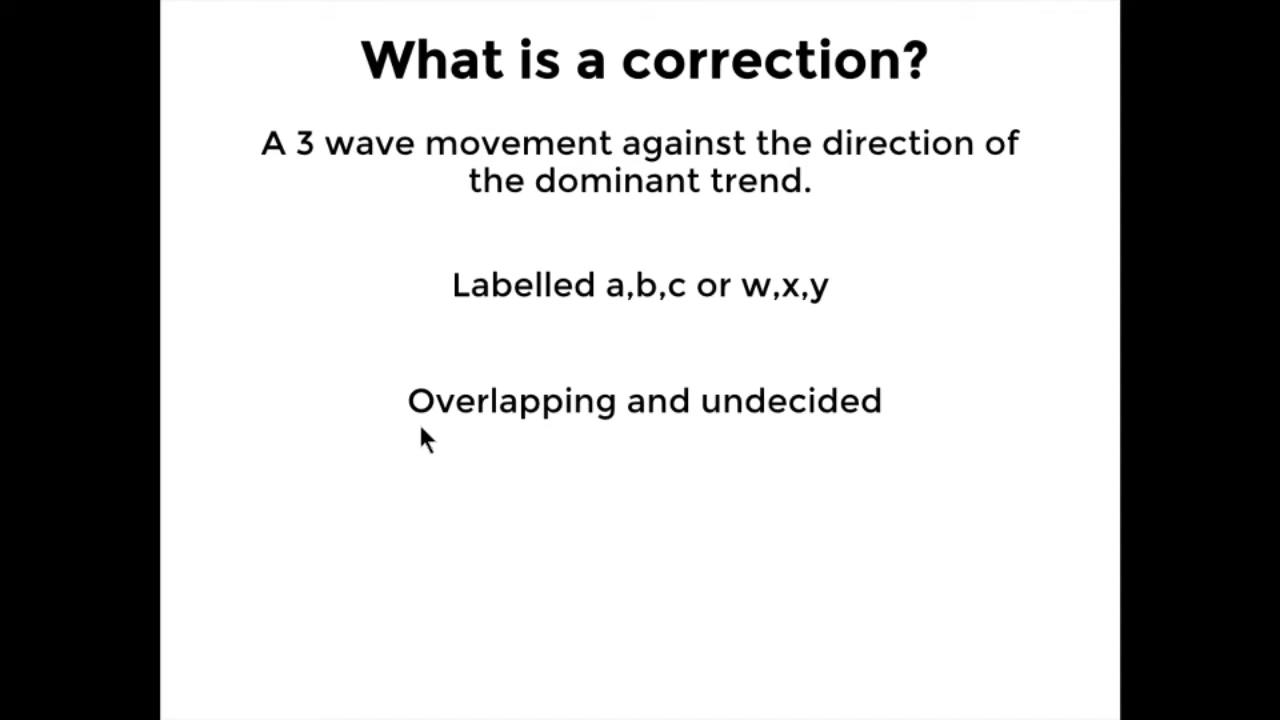 What is a correction?
A 3 wave movement against the direction of
the dominant trend.
Labelled a,b,c or w,x,y
Overlapping and undecided